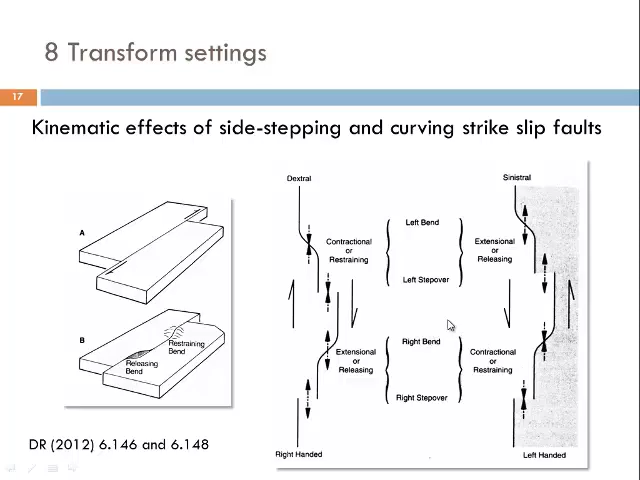 8 Transform settings
17
Kinematic effects of side-stepping and curving strike slip faults
A
B
Restraining
Bend
Releasing
Bend
Dextral
Sinistral
Left Bend
Contractional
or
Restraining
Extensional
or
Releasing
Left Stepover
Right Bend
Extensional
or
Releasing
Contractional
or
Restraining
Right Stepover
Right Handed
Left Handed
DR (2012) 6.146 and 6.148